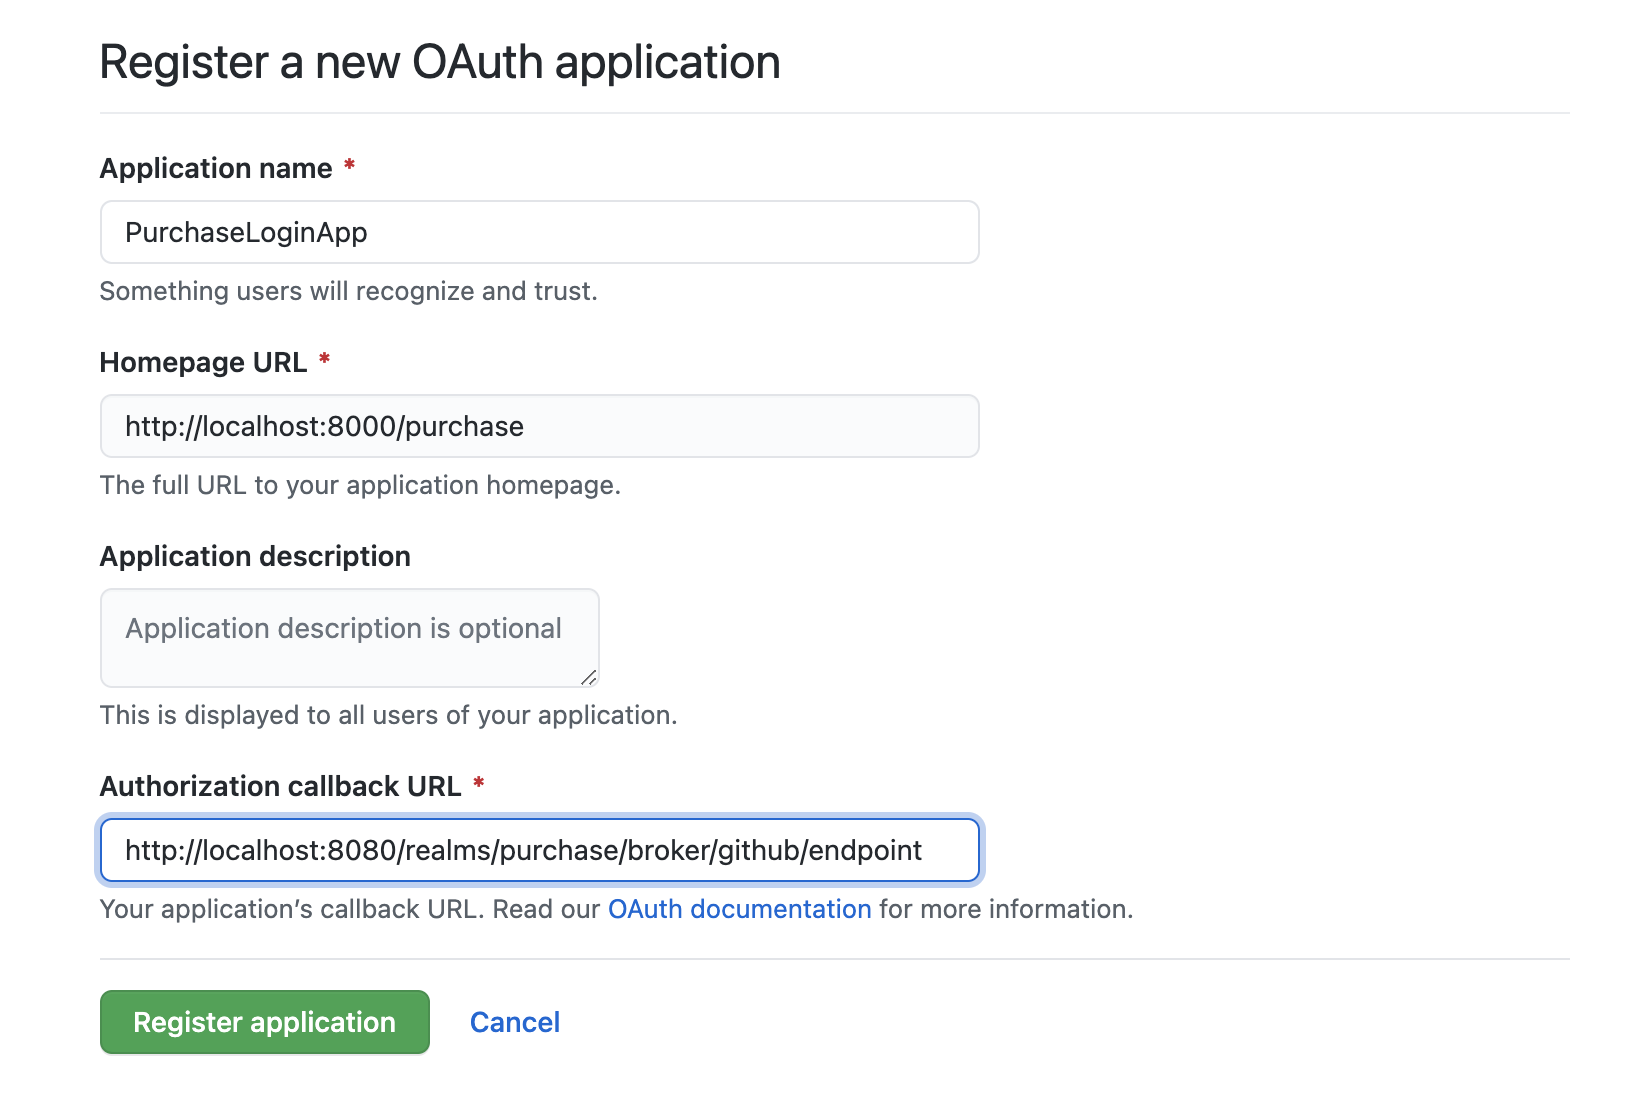 Register a new OAuth application
Application name *
PurchaseLoginApp
Something users will recognize and trust.
Homepage URL *
http://localhost:8000/purchase
The full URL to your application homepage.
Application description
Application description is optional
This is displayed to all users of your application.
Authorization callback URL *
http://localhost:8080/realms/purchase/broker/github/endpoint
Your application’s callback URL. Read our OAuth documentation for more information.
Register application Cancel